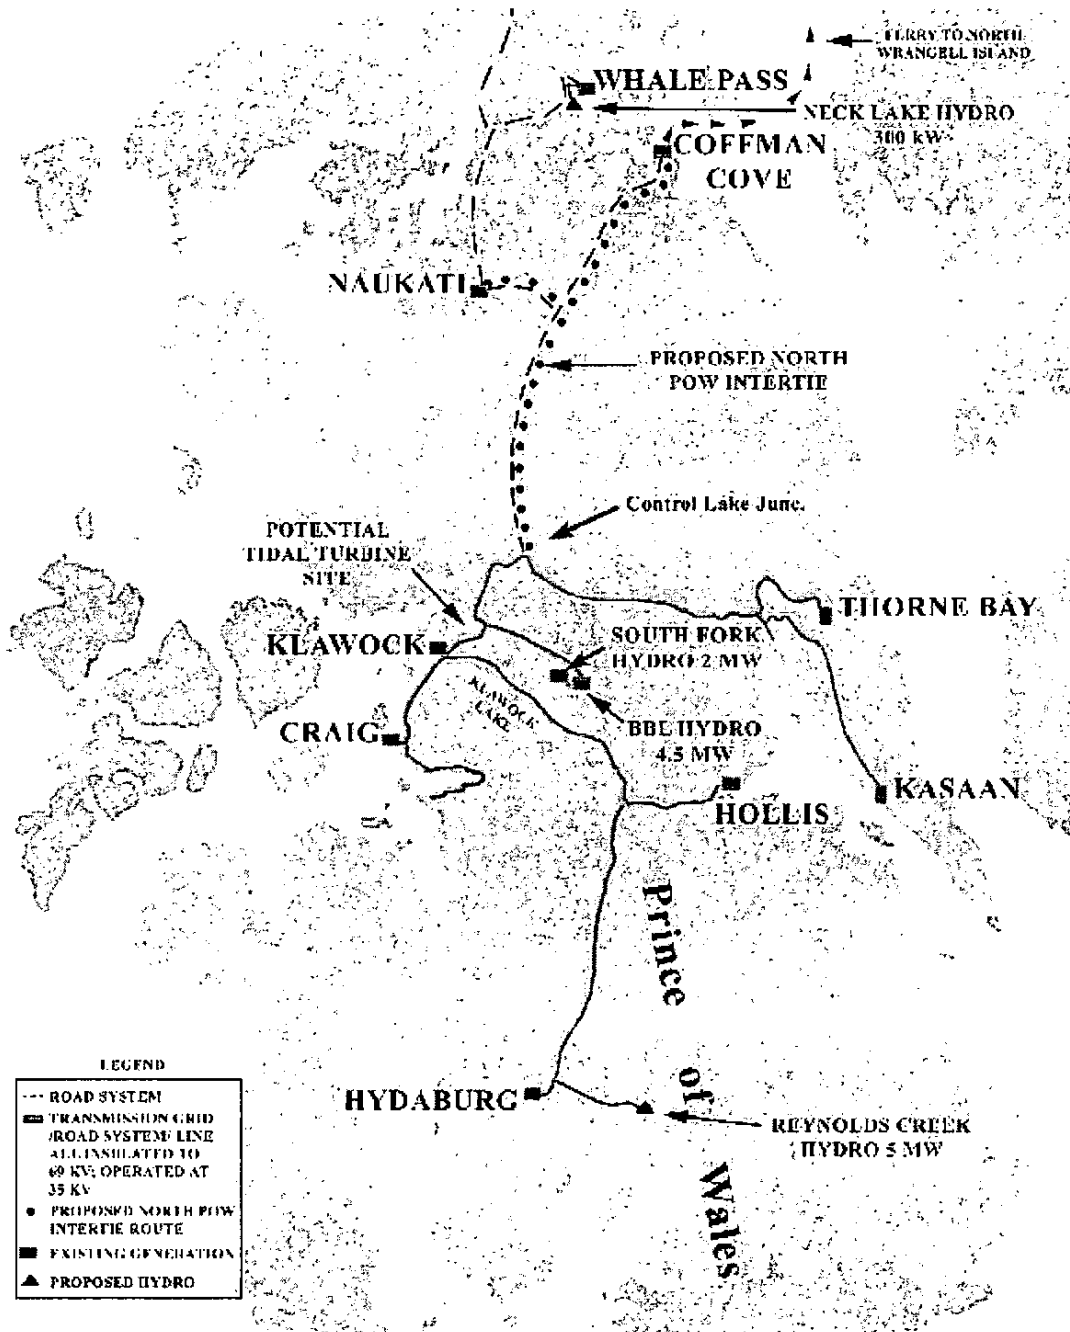 FERRY TO NORTH
WRANGELL ISLAND
WHALE PASS
NECK LAKE HYDRO
300 kW
COFFMAN
COVE
NAUKATI
PROPOSED NORTH
POW INTERTIE
Control Lake Junc.
POTENTIAL
TIDAL TURBINE
SITE
THORNE BAY
KLAWOCK
SOUTH FORK
HYDRO 2 MW
KLAWOCK
LAKE
BBL HYDRO
4.5 MW
CRAIG
KASAAN
HOLLIS
Prince
of
Wales
HYDABURG
REYNOLDS CREEK
HYDRO 5 MW
LEGEND
--- ROAD SYSTEM
TRANSMISSION GRID
/ROAD SYSTEM/ LINE
ALL INSULATED TO
69 KV; OPERATED AT
35 KV
PROPOSED NORTH POW
INTERTIE ROUTE
EXISTING GENERATION
PROPOSED HYDRO